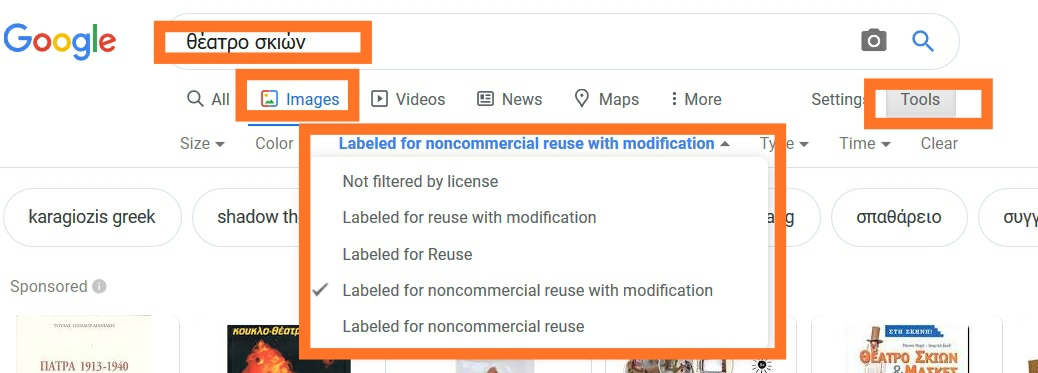 Google
θέατρο σκιών
All Images Videos News Maps More Settings Tools
Size Color Labeled for noncommercial reuse with modification Type Time Clear
Not filtered by license
Labeled for reuse with modification
Labeled for Reuse
Labeled for noncommercial reuse with modification
Labeled for noncommercial reuse
karagiozis greek shadow th σπαθάρειο συγγ
Sponsored
ΠΑΤΡΑ 1913-1940
κουκλο-θέατρ
ΣΤΗ ΣΚΗΝΗ!
ΘΕΑΤΡΟ ΣΚΙΩΝ
& ΜΑΣΚΕΣ